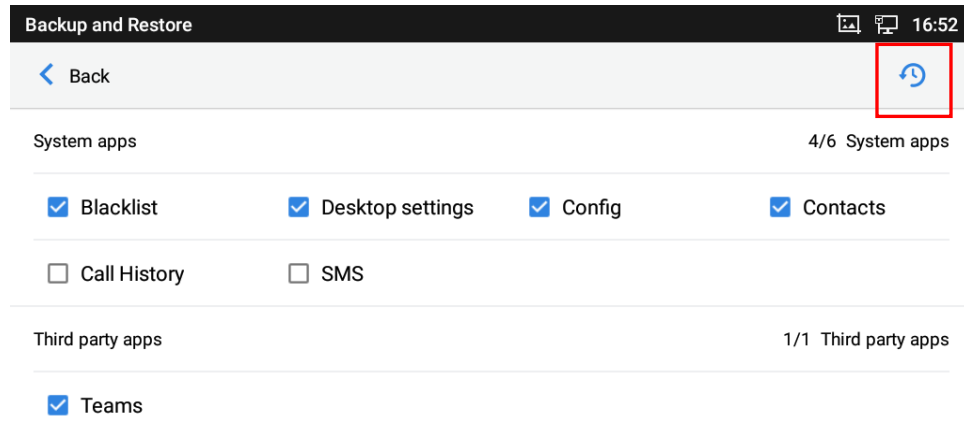 Backup and Restore 16:52
Back
System apps 4/6 System apps
Blacklist Desktop settings Config Contacts
Call History SMS
Third party apps 1/1 Third party apps
Teams